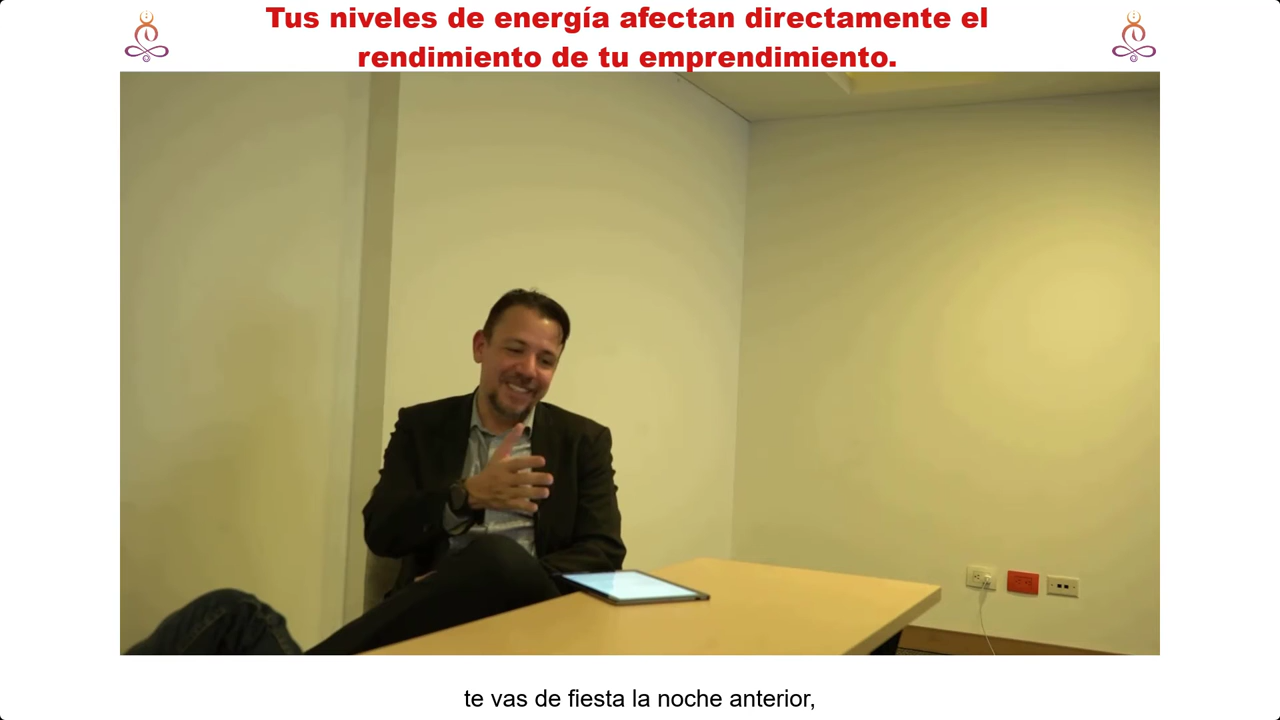 Tus niveles de energía afectan directamente el
rendimiento de tu emprendimiento.
te vas de fiesta la noche anterior,